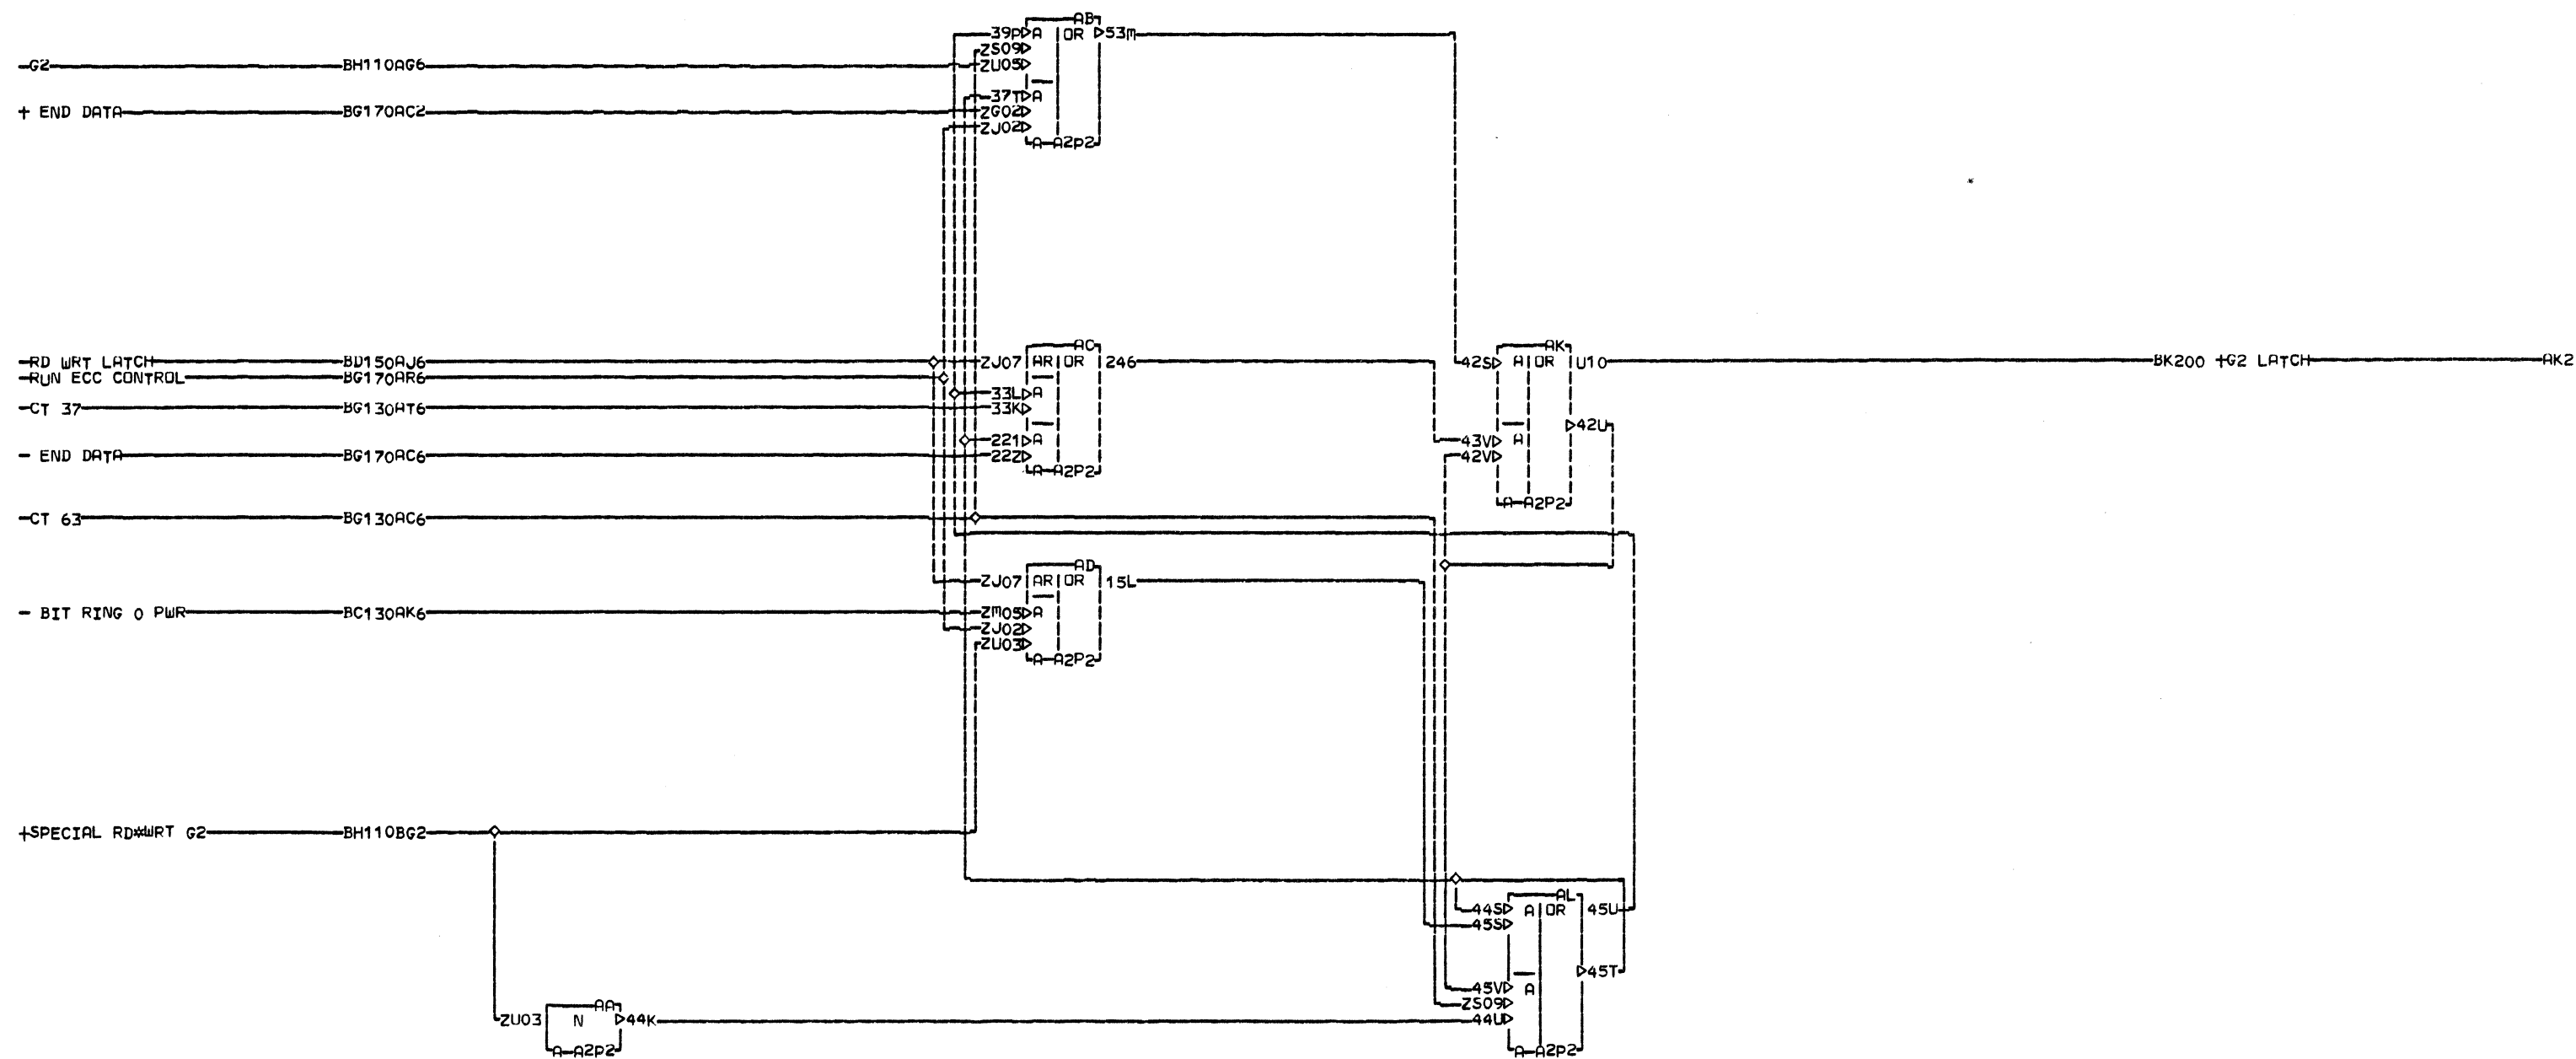 AB
39P A OR 53M
ZS09
-G2 BH110AG6 ZU05
37T A
+ END DATA BG170AC2 ZG02
ZJ02
A-A2P2
AC AK
-RD WRT LATCH BD150AJ6 ZJ07 AR OR 246 42S A OR U10 BK200 +G2 LATCH AK2
-RUN ECC CONTROL BG170AR6
33L A
-CT 37 BG130AT6 33K
42U
221 A 43V A
- END DATA BG170AC6 22Z 42V
A-A2P2
A-A2P2
-CT 63 BG130AC6
AD
ZJ07 AR OR 15L
- BIT RING 0 PWR BC130AK6 ZM05 A
ZJ02
ZU03
A-A2P2
+SPECIAL RD*WRT G2 BH110BG2
AL
44S A OR 45U
45S
45T
45V A
ZS09
AA
ZU03 N 44K 44U
A-A2P2 A-A2P2